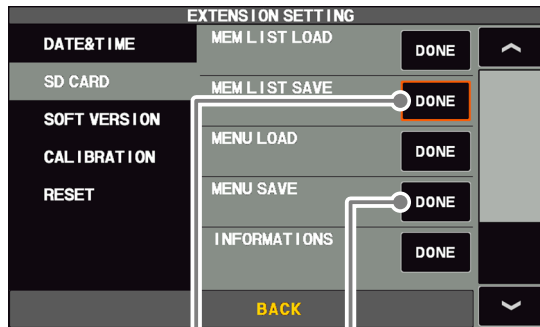 EXTENSION SETTING
DATE&TIME
SD CARD
SOFT VERSION
CALIBRATION
RESET
MEM LIST LOAD
DONE
MEM LIST SAVE
DONE
MENU LOAD
DONE
MENU SAVE
DONE
INFORMATIONS
DONE
BACK